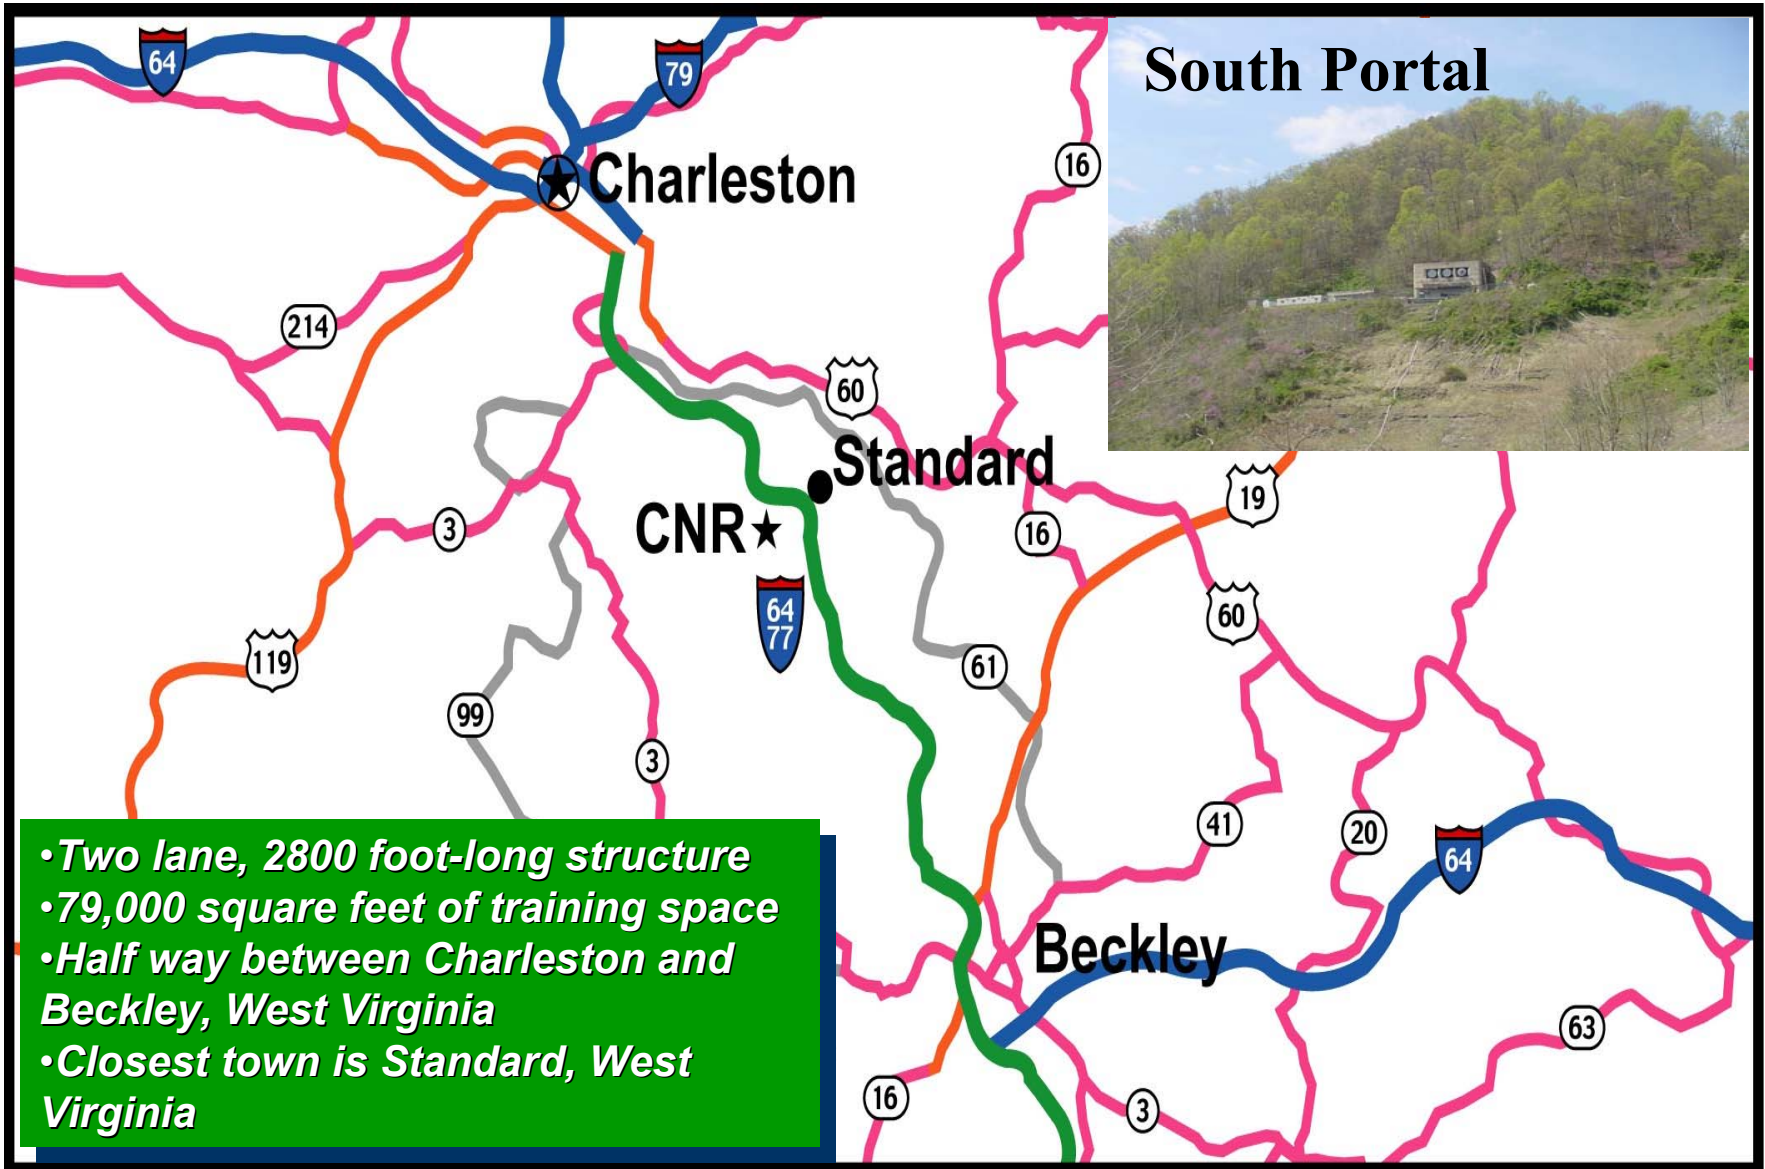 64
79
South Portal
Charleston
16
214
60
Standard
19
CNR
3
16
64
77
60
119
61
99
3
41
20
64
•Two lane, 2800 foot-long structure
•79,000 square feet of training space
•Half way between Charleston and
Beckley, West Virginia
•Closest town is Standard, West
Virginia
Beckley
63
16
3